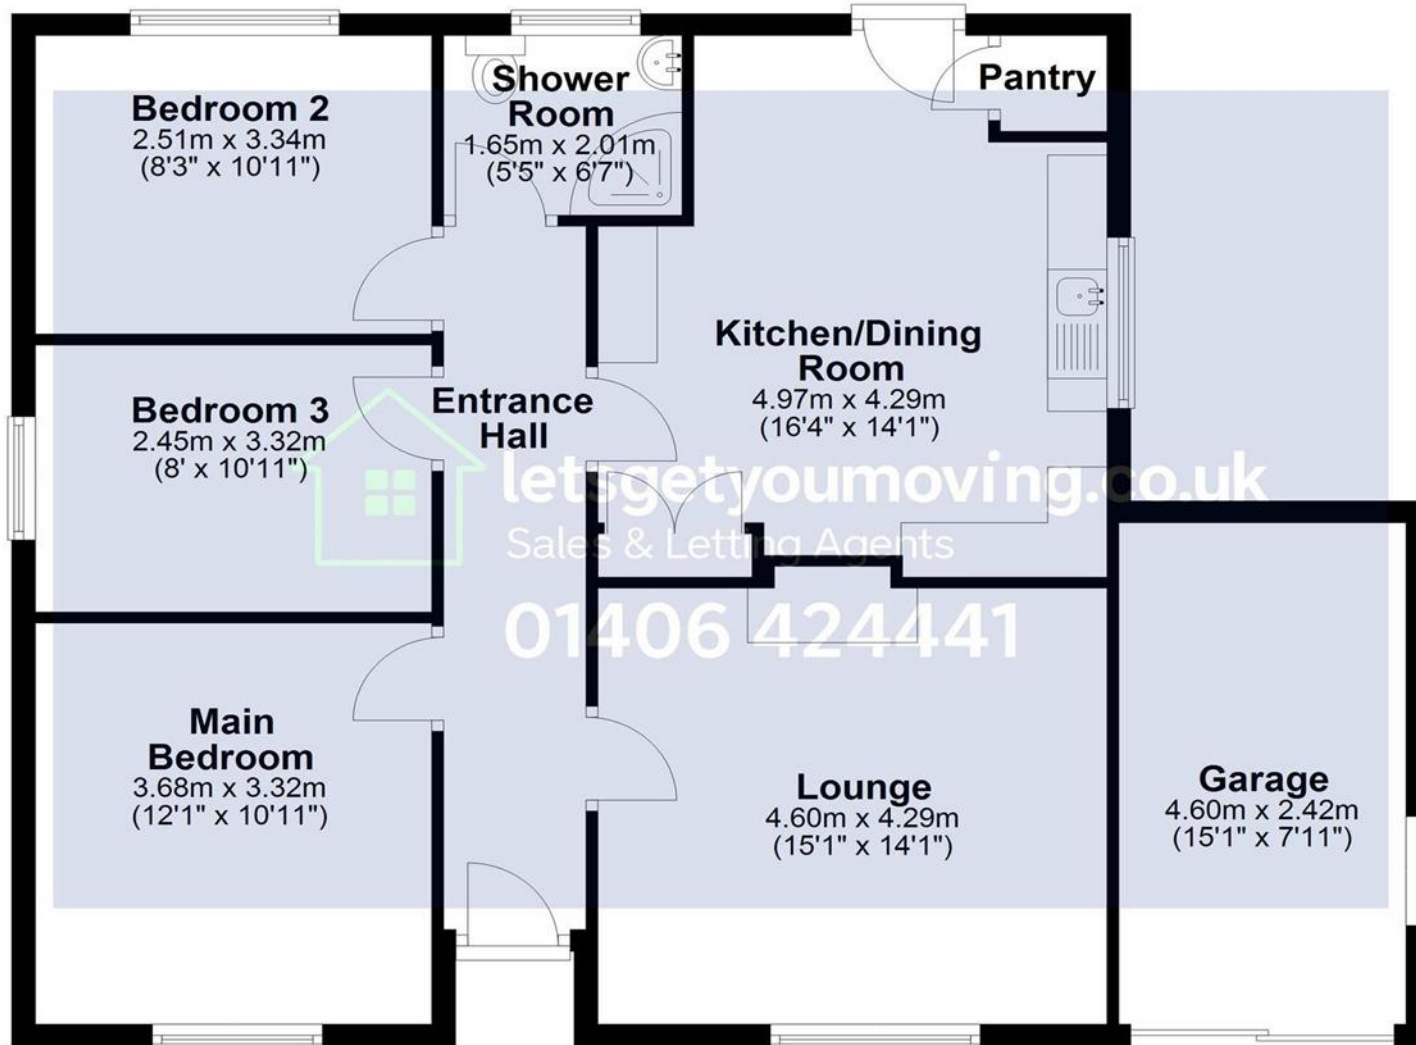 Bedroom 2
2.51m x 3.34m
(8'3" x 10'11")
Shower
Room
1.65m x 2.01m
(5'5" x 6'7")
Pantry
Kitchen/Dining
Room
4.97m x 4.29m
(16'4" x 14'1")
Bedroom 3
2.45m x 3.32m
(8' x 10'11")
Entrance
Hall
letsgetyoumoving.co.uk
Sales & Letting Agents
01406 424441
Main
Bedroom
3.68m x 3.32m
(12'1" x 10'11")
Lounge
4.60m x 4.29m
(15'1" x 14'1")
Garage
4.60m x 2.42m
(15'1" x 7'11")